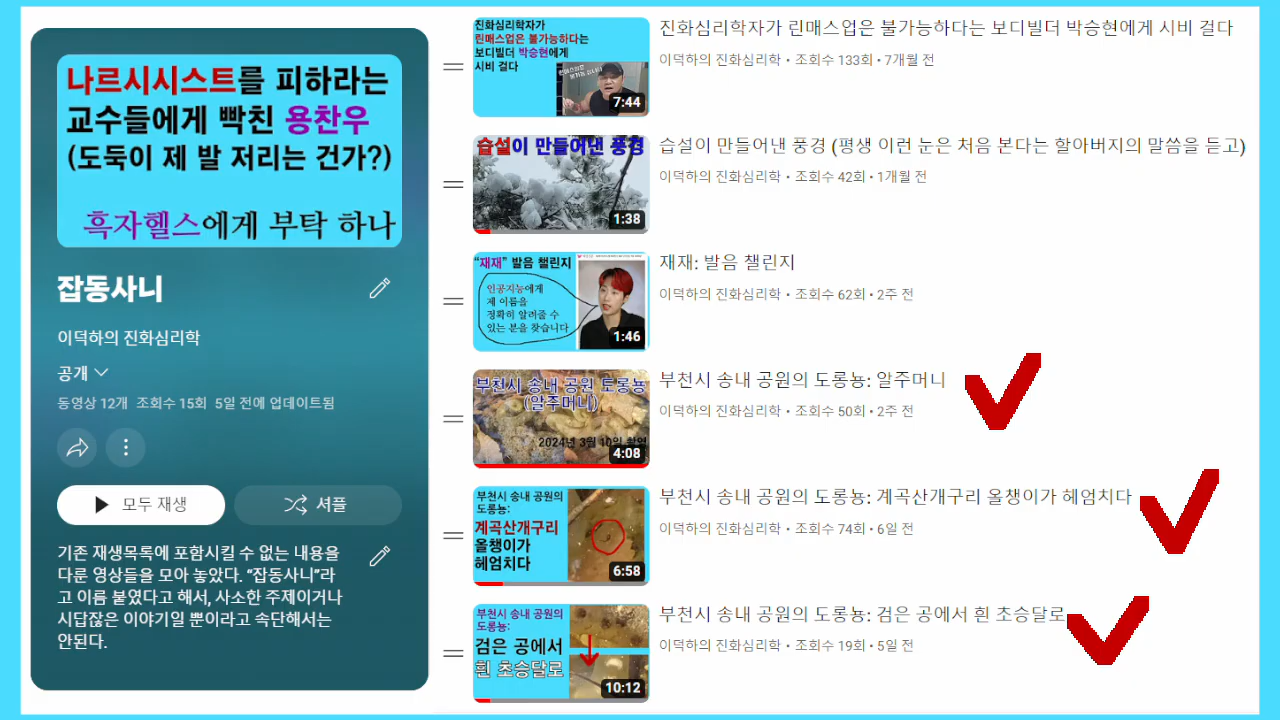 나르시시스트를 피하라는
교수들에게 빡친 용찬우
(도둑이 제 발 저리는 건가?)
흑자헬스에게 부탁 하나
잡동사니
이덕하의 진화심리학
공개
동영상 12개 조회수 15회 5일 전에 업데이트됨
모두 재생
셔플
기존 재생목록에 포함시킬 수 없는 내용을
다룬 영상들을 모아 놓았다. “잡동사니”라
고 이름 붙였다고 해서, 사소한 주제이거나
시답잖은 이야기일 뿐이라고 속단해서는
안된다.
진화심리학자가
린매스업은 불가능하다는
보디빌더 박승현에게
시비 걸다
7:44
진화심리학자가 린매스업은 불가능하다는 보디빌더 박승현에게 시비 걸다
이덕하의 진화심리학 • 조회수 133회 • 7개월 전
습설이 만들어낸 풍경
1:38
습설이 만들어낸 풍경 (평생 이런 눈은 처음 본다는 할아버지의 말씀을 듣고)
이덕하의 진화심리학 • 조회수 42회 • 1개월 전
“재재” 발음 챌린지
인공지능에게
제 이름을
정확히 알려줄 수
있는 분을 찾습니다
1:46
재재: 발음 챌린지
이덕하의 진화심리학 • 조회수 62회 • 2주 전
부천시 송내 공원 도롱뇽
(알주머니)
2024년 3월 10일 촬영
4:08
부천시 송내 공원의 도롱뇽: 알주머니
이덕하의 진화심리학 • 조회수 50회 • 2주 전
부천시 송내 공원의
도롱뇽:
계곡산개구리
올챙이가
헤엄치다
6:58
부천시 송내 공원의 도롱뇽: 계곡산개구리 올챙이가 헤엄치다
이덕하의 진화심리학 • 조회수 74회 • 6일 전
부천시 송내 공원의
도롱뇽:
검은 공에서
흰 초승달로
10:12
부천시 송내 공원의 도롱뇽: 검은 공에서 흰 초승달로
이덕하의 진화심리학 • 조회수 19회 • 5일 전